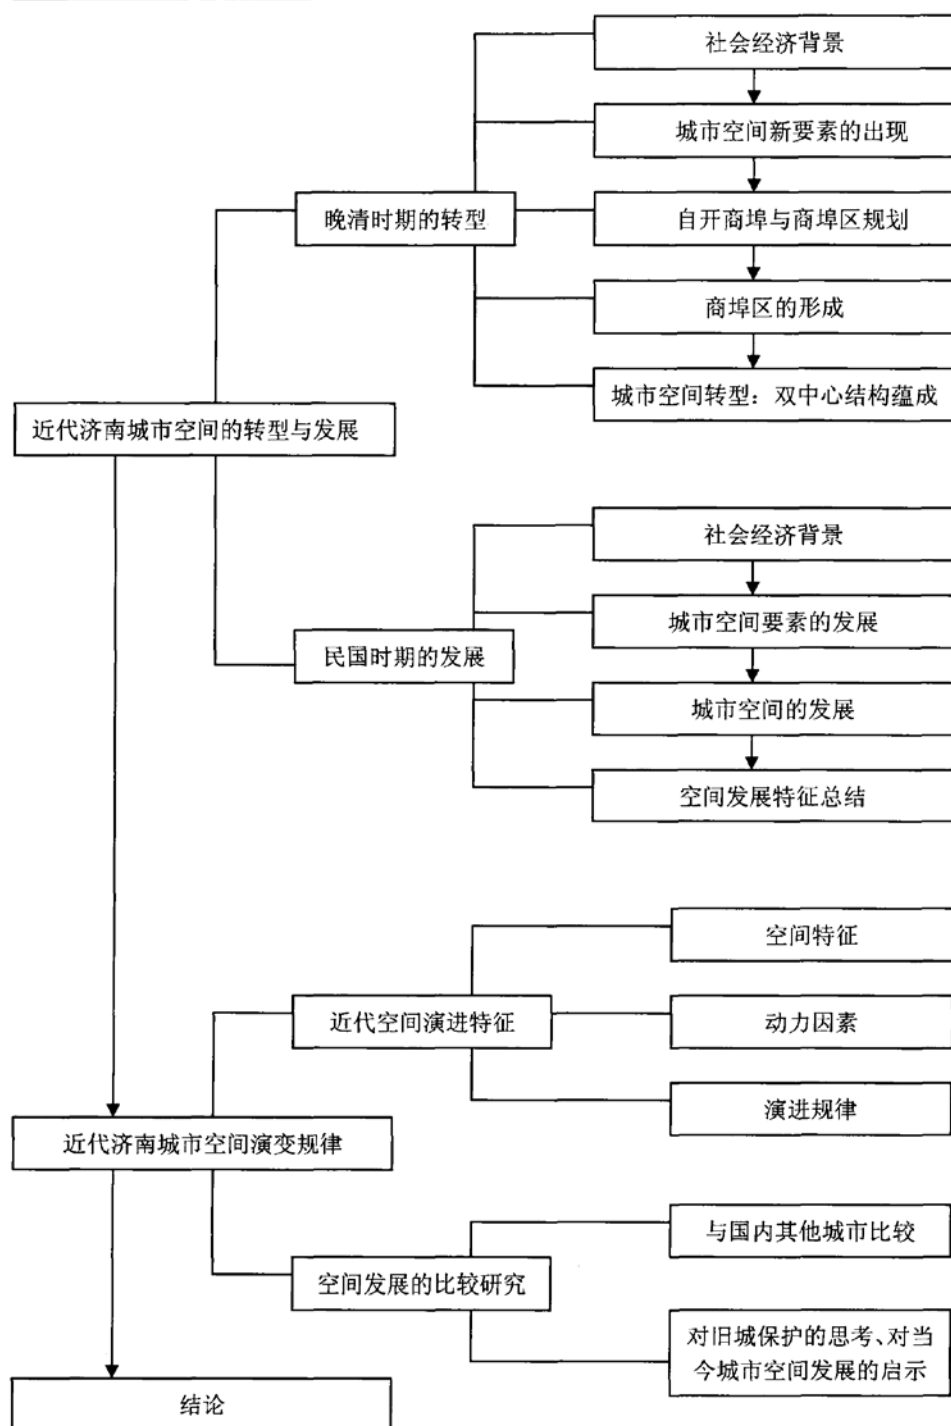 社会经济背景
城市空间新要素的出现
晚清时期的转型
自开商埠与商埠区规划
商埠区的形成
城市空间转型：双中心结构蕴成
近代济南城市空间的转型与发展
社会经济背景
城市空间要素的发展
民国时期的发展
城市空间的发展
空间发展特征总结
空间特征
近代空间演进特征
动力因素
演进规律
近代济南城市空间演变规律
与国内其他城市比较
空间发展的比较研究
对旧城保护的思考、对当
今城市空间发展的启示
结论